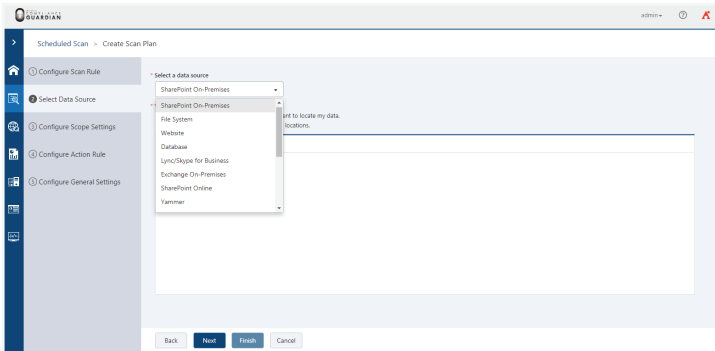 COMPLIANCE
GUARDIAN
admin
Scheduled Scan > Create Scan Plan
1 Configure Scan Rule
2 Select Data Source
3 Configure Scope Settings
4 Configure Action Rule
5 Configure General Settings
* Select a data source
SharePoint On-Premises
SharePoint On-Premises
File System
Website
Database
Lync/Skype for Business
Exchange On-Premises
SharePoint Online
Yammer
ent to locate my data.
locations.
Back Next Finish Cancel